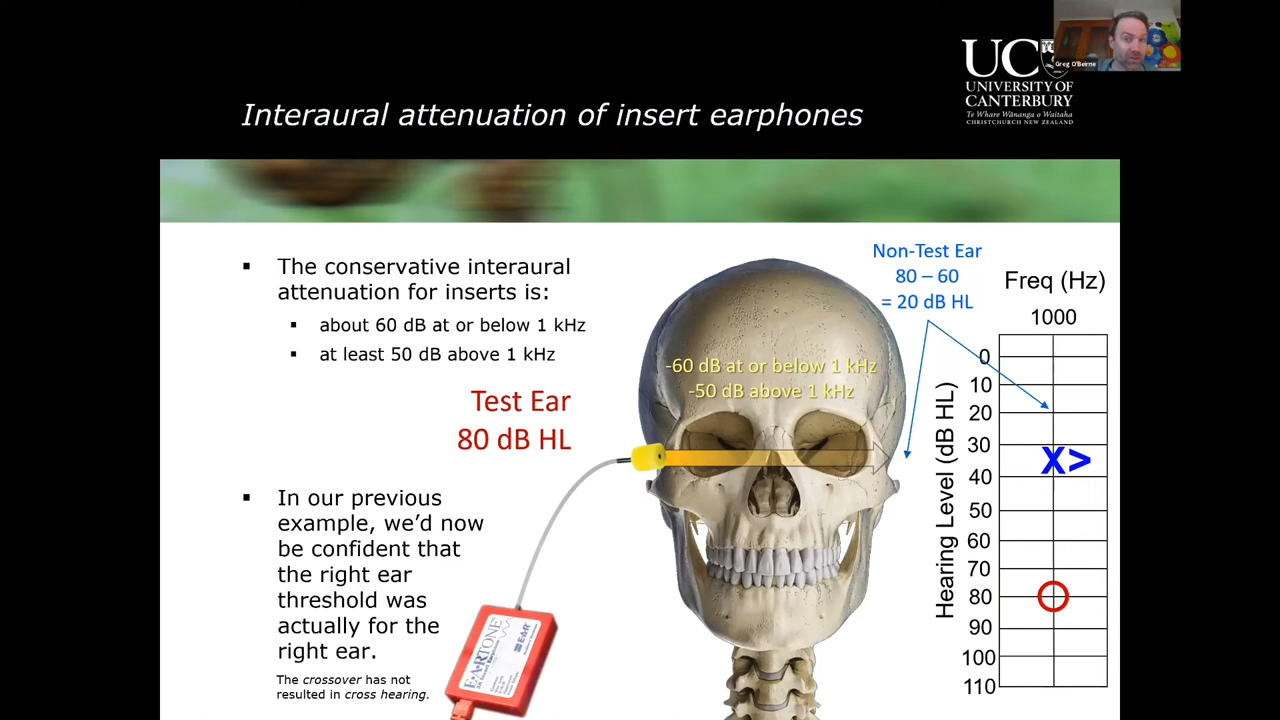 Greg O'Beirne
UC
UNIVERSITY OF
CANTERBURY
Te Whare Wānanga o Waitaha
CHRISTCHURCH NEW ZEALAND
Interaural attenuation of insert earphones
▪ The conservative interaural
attenuation for inserts is:
▪ about 60 dB at or below 1 kHz
▪ at least 50 dB above 1 kHz
Test Ear
80 dB HL
▪ In our previous
example, we’d now
be confident that
the right ear
threshold was
actually for the
right ear.
The crossover has not
resulted in cross hearing.
E·A·RTONE
E·A·R
-60 dB at or below 1 kHz
-50 dB above 1 kHz
Non-Test Ear
80 – 60
= 20 dB HL
Freq (Hz)
1000
Hearing Level (dB HL)
0
10
20
30
X>
40
50
60
70
80
90
100
110